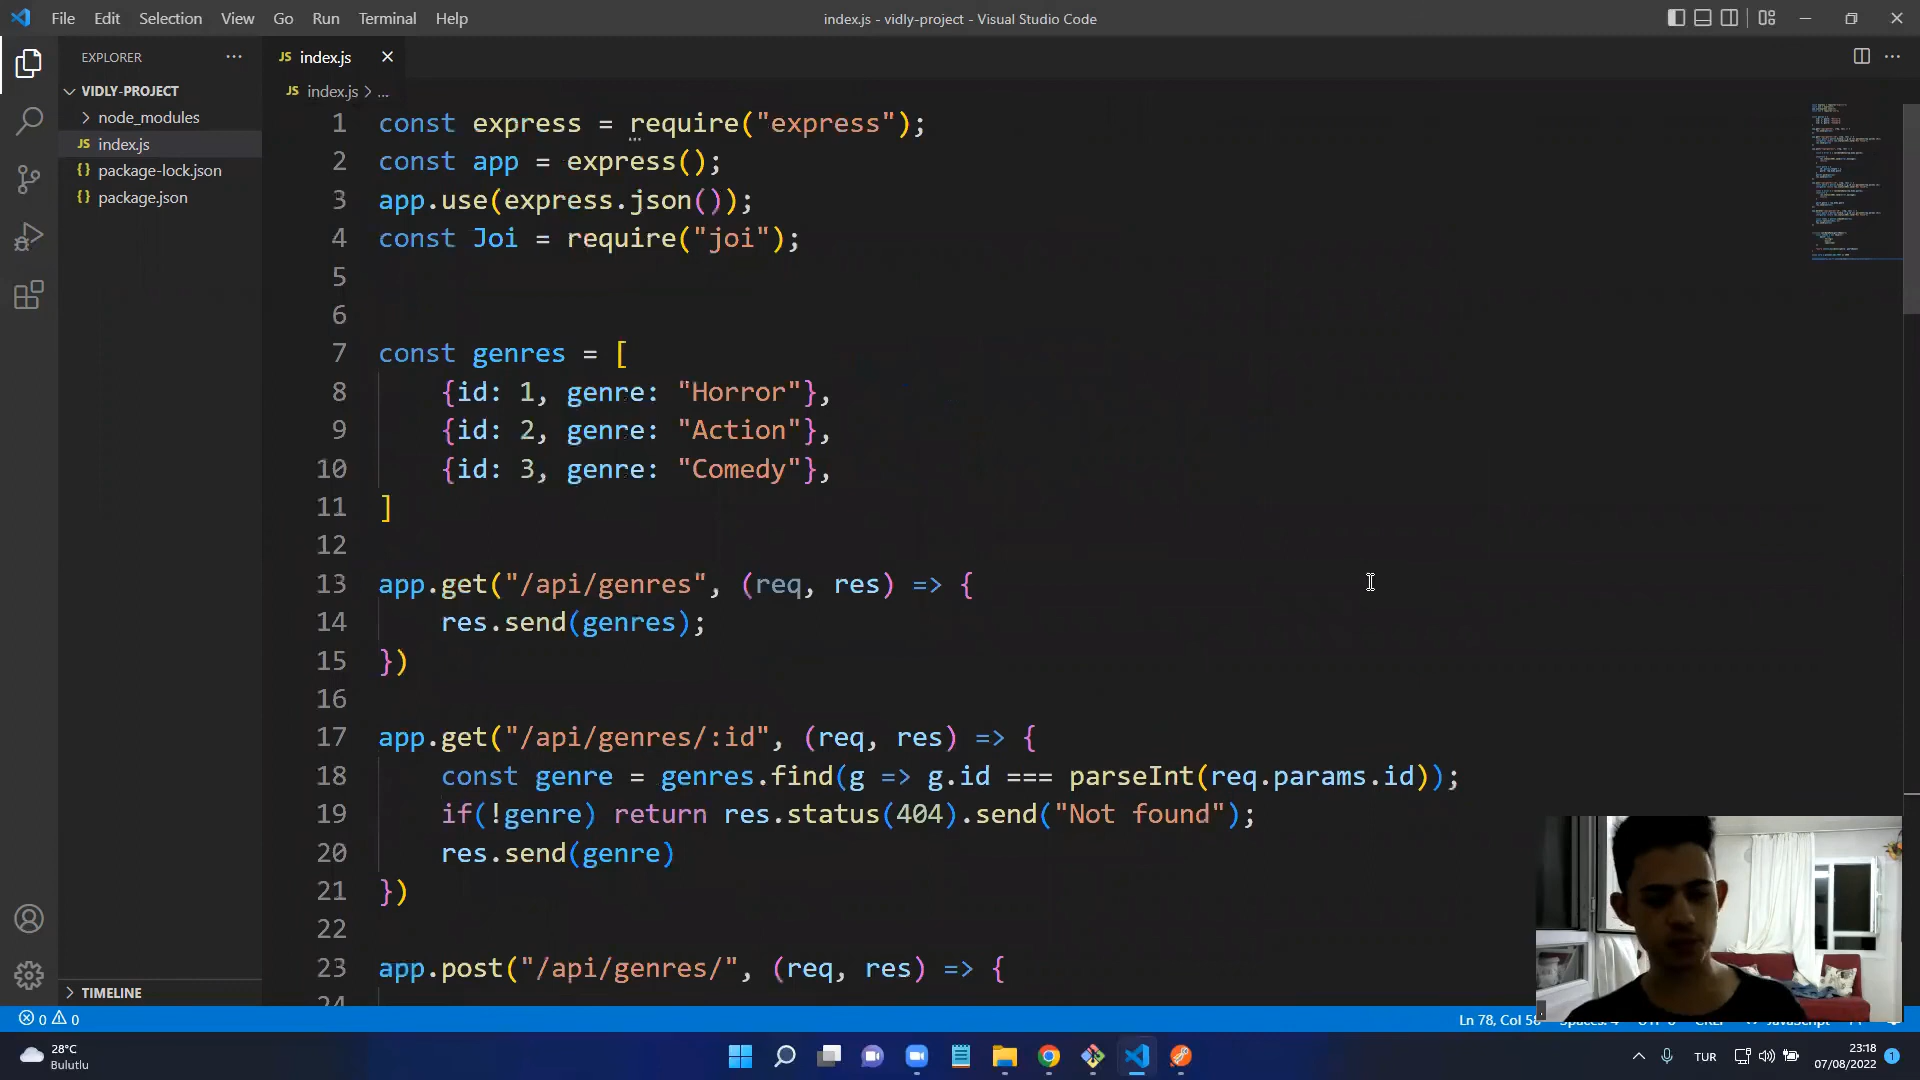 File Edit Selection View Go Run Terminal Help
index.js - vidly-project - Visual Studio Code
EXPLORER
VIDLY-PROJECT
node_modules
JS index.js
{} package-lock.json
{} package.json
TIMELINE
JS index.js
JS index.js > ...
1 const express = require("express");
2 const app = express();
3 app.use(express.json());
4 const Joi = require("joi");
5
6
7 const genres = [
8 {id: 1, genre: "Horror"},
9 {id: 2, genre: "Action"},
10 {id: 3, genre: "Comedy"},
11 ]
12
13 app.get("/api/genres", (req, res) => {
14 res.send(genres);
15 })
16
17 app.get("/api/genres/:id", (req, res) => {
18 const genre = genres.find(g => g.id === parseInt(req.params.id));
19 if(!genre) return res.status(404).send("Not found");
20 res.send(genre)
21 })
22
23 app.post("/api/genres/", (req, res) => {
24
0 0
Ln 78, Col 58
28°C
Bulutlu
TUR
23:18
07/08/2022
1